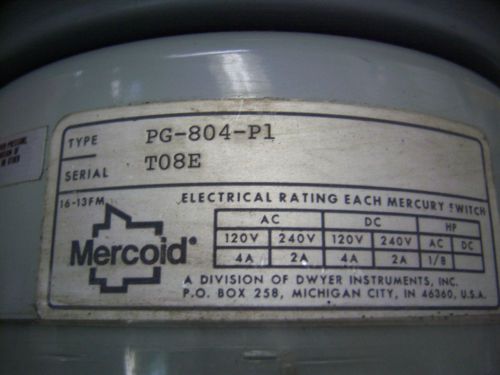 TYPE PG-804-P1
SERIAL T08E
16-13FM
ELECTRICAL RATING EACH MERCURY SWITCH
AC DC HP
120V 240V 120V 240V AC DC
4A 2A 4A 2A 1/8
Mercoid®
A DIVISION OF DWYER INSTRUMENTS, INC.
P.O. BOX 258, MICHIGAN CITY, IN 46360, U.S.A.